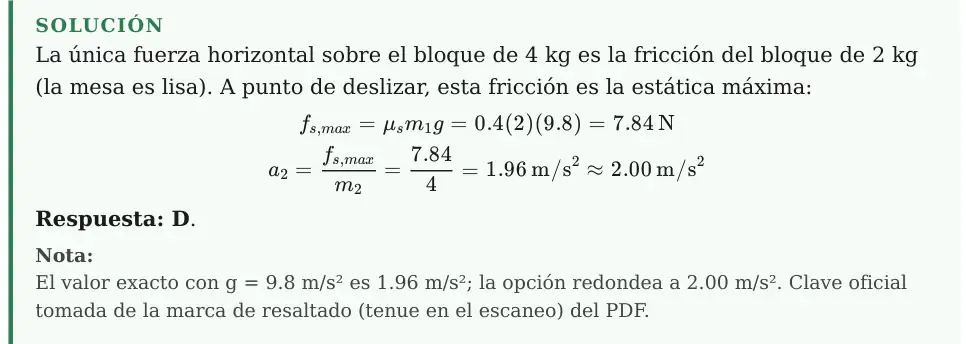 SOLUCIÓN
La única fuerza horizontal sobre el bloque de 4 kg es la fricción del bloque de 2 kg
(la mesa es lisa). A punto de deslizar, esta fricción es la estática máxima:
f_{s,max} = μ_s m_1 g = 0.4(2)(9.8) = 7.84 N
a_2 = \frac{f_{s,max}}{m_2} = \frac{7.84}{4} = 1.96 m/s² ≈ 2.00 m/s²
Respuesta: D.
Nota:
El valor exacto con g = 9.8 m/s² es 1.96 m/s²; la opción redondea a 2.00 m/s². Clave oficial
tomada de la marca de resaltado (tenue en el escaneo) del PDF.